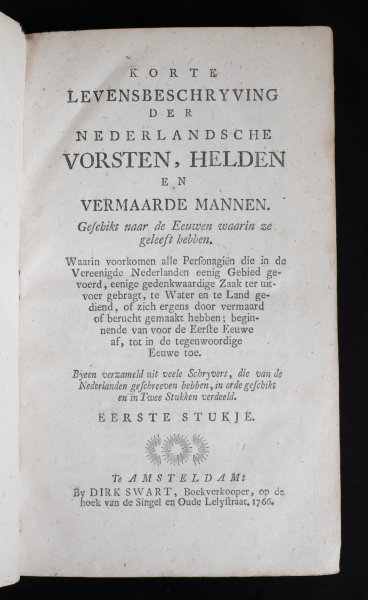 KORTE
LEVENSBESCHRYVING
DER
NEDERLANDSCHE
VORSTEN, HELDEN
EN
VERMAARDE MANNEN.
Geſchikt naar de Eeuwen waarin ze
geleeft hebben.
Waarin voorkomen alle Perſonagiën die in de
Vereenigde Nederlanden eenig Gebied ge-
voerd, eenige gedenkwaardige Zaak ter uit-
voer gebragt, te Water en te Land ge-
diend, of zich ergens door vermaard
of berucht gemaakt hebben; begin-
nende van voor de Eerſte Eeuwe
af, tot in de tegenwoordige
Eeuwe toe.
Byeen verzameld uit veele Schryvers, die van de
Nederlanden geſchreeven hebben, in orde geſchikt
en in Twee Stukken verdeeld.
EERSTE STUKJE.
Te AMSTELDAM:
By DIRK SWART, Boekverkooper, op de
hoek van de Singel en Oude Lelyſtraat, 1766.